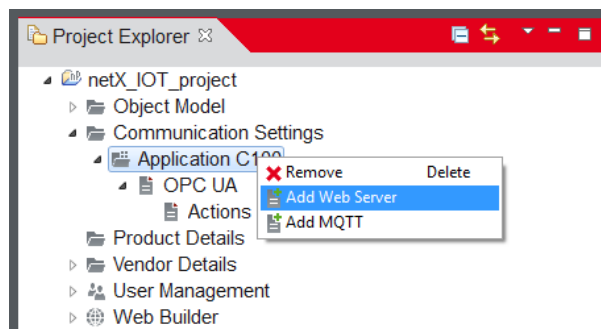 Project Explorer
netX_IOT_project
Object Model
Communication Settings
Application C100
OPC UA
Actions
Product Details
Vendor Details
User Management
Web Builder
Remove Delete
Add Web Server
Add MQTT